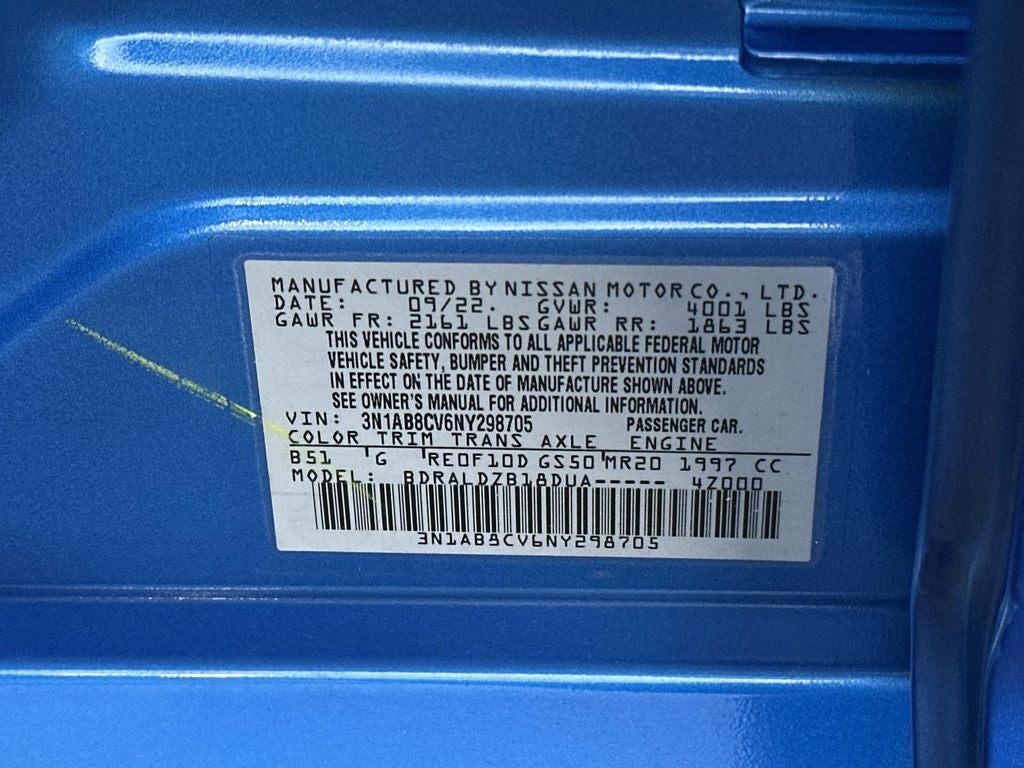 MANUFACTURED BY NISSAN MOTOR CO., LTD.
DATE: 09/22. GVWR: 4001 LBS
GAWR FR: 2161 LBS GAWR RR: 1863 LBS
THIS VEHICLE CONFORMS TO ALL APPLICABLE FEDERAL MOTOR
VEHICLE SAFETY, BUMPER AND THEFT PREVENTION STANDARDS
IN EFFECT ON THE DATE OF MANUFACTURE SHOWN ABOVE.
SEE OWNER'S MANUAL FOR ADDITIONAL INFORMATION.
VIN: 3N1AB8CV6NY298705 PASSENGER CAR.
COLOR TRIM TRANS AXLE ENGINE
B51 G RE0F10D GS50 MR20 1997 CC
MODEL: BDRALDZB18DUA----- 4Z000
3N1AB8CV6NY298705